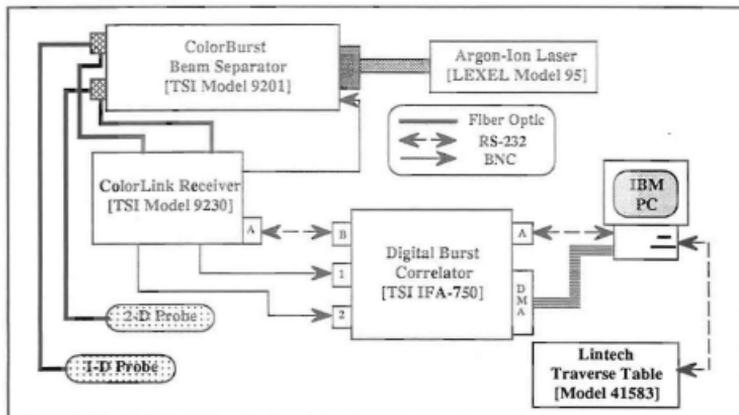 ColorBurst
Beam Separator
[TSI Model 9201]
Argon-Ion Laser
[LEXEL Model 95]
Fiber Optic
RS-232
BNC
ColorLink Receiver
[TSI Model 9230]
A
B
1
2
Digital Burst
Correlator
[TSI IFA-750]
A
DMA
IBM
PC
2-D Probe
1-D Probe
Lintech
Traverse Table
[Model 41583]